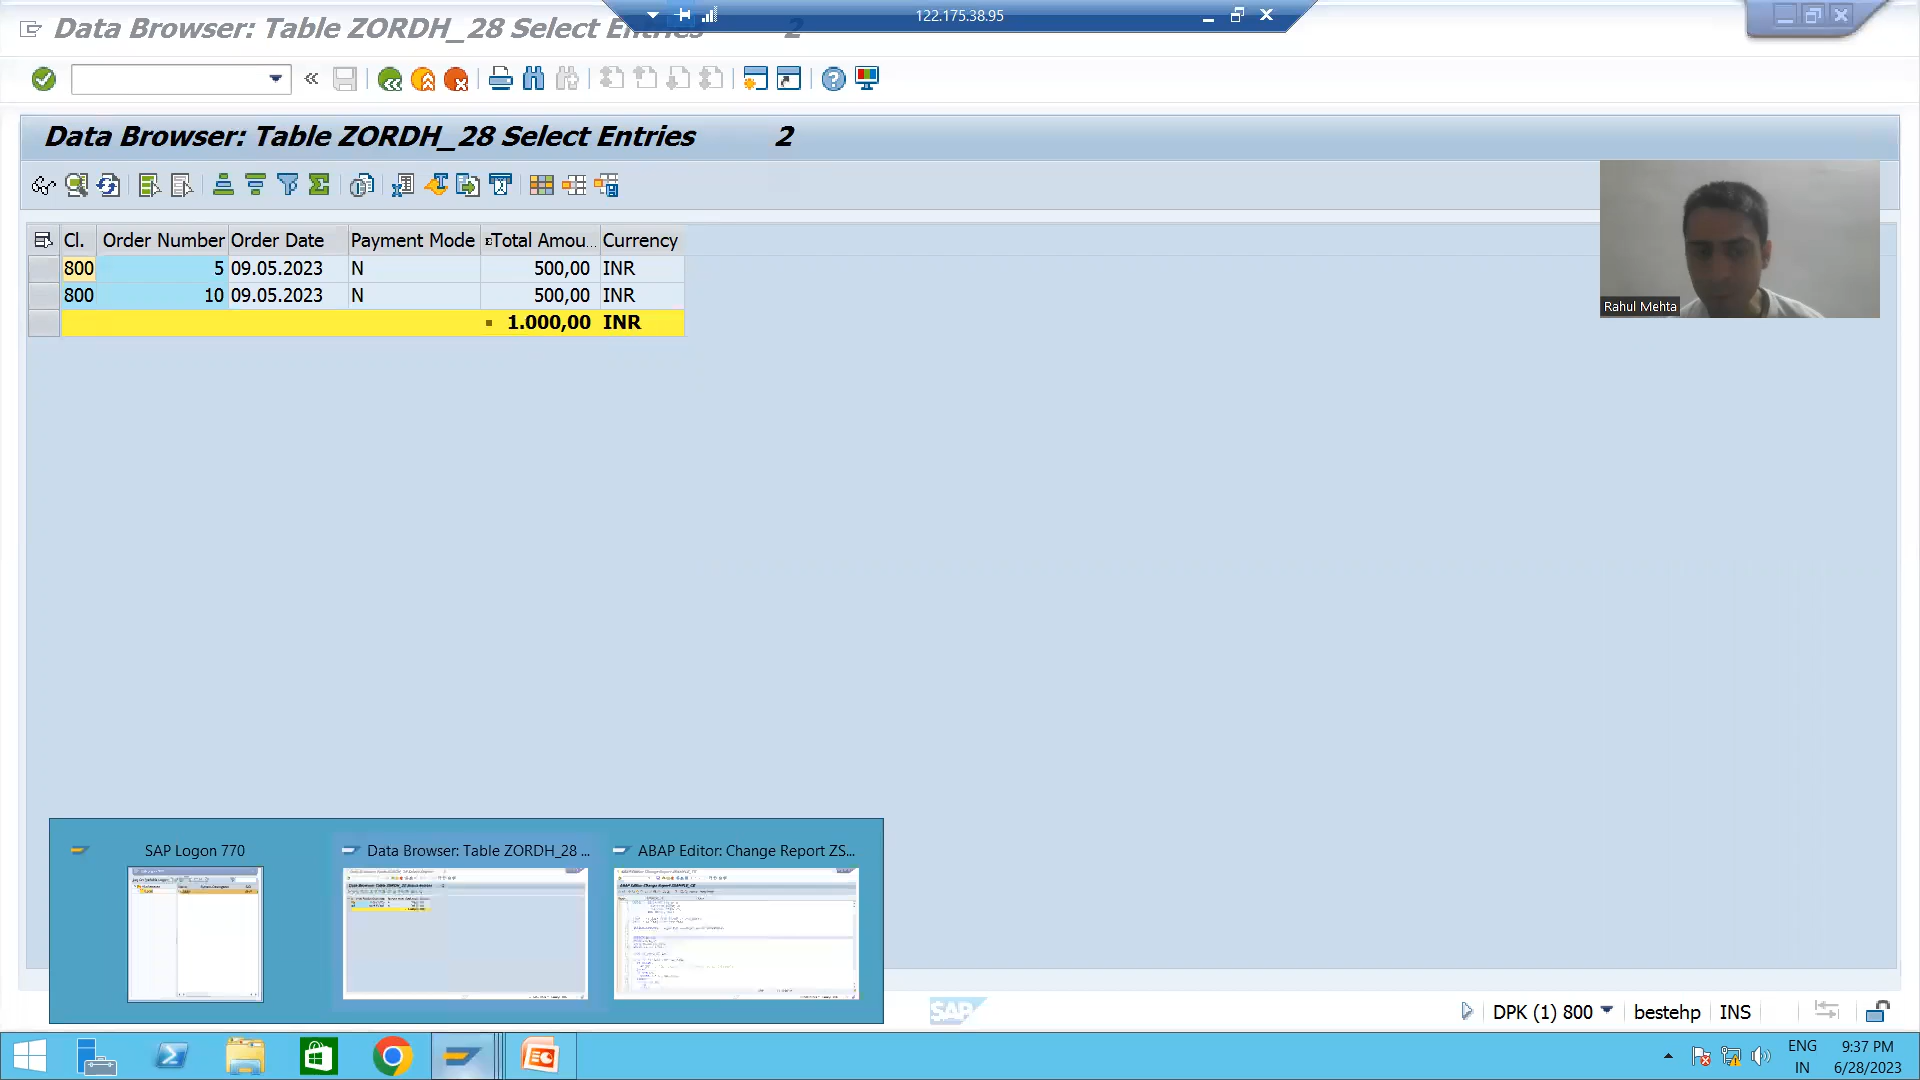 Data Browser: Table ZORDH_28 Select Entries 2
122.175.38.95
Data Browser: Table ZORDH_28 Select Entries 2
Cl. Order Number Order Date Payment Mode Total Amou... Currency
800 5 09.05.2023 N 500,00 INR
800 10 09.05.2023 N 500,00 INR
1.000,00 INR
Rahul Mehta
SAP Logon 770
Data Browser: Table ZORDH_28 ...
ABAP Editor: Change Report ZS...
SAP
DPK (1) 800 bestehp INS
ENG
IN
9:37 PM
6/28/2023